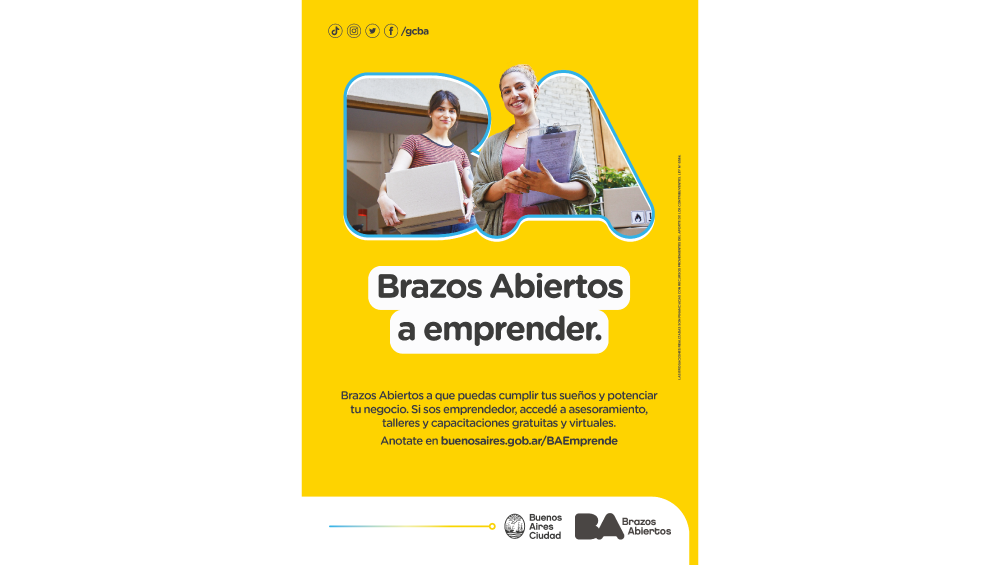 /gcba
BA
Brazos Abiertos
a emprender.
Brazos Abiertos a que puedas cumplir tus sueños y potenciar
tu negocio. Si sos emprendedor, accedé a asesoramiento,
talleres y capacitaciones gratuitas y virtuales.
Anotate en buenosaires.gob.ar/BAEmprende
Buenos
Aires
Ciudad
BA
Brazos
Abiertos